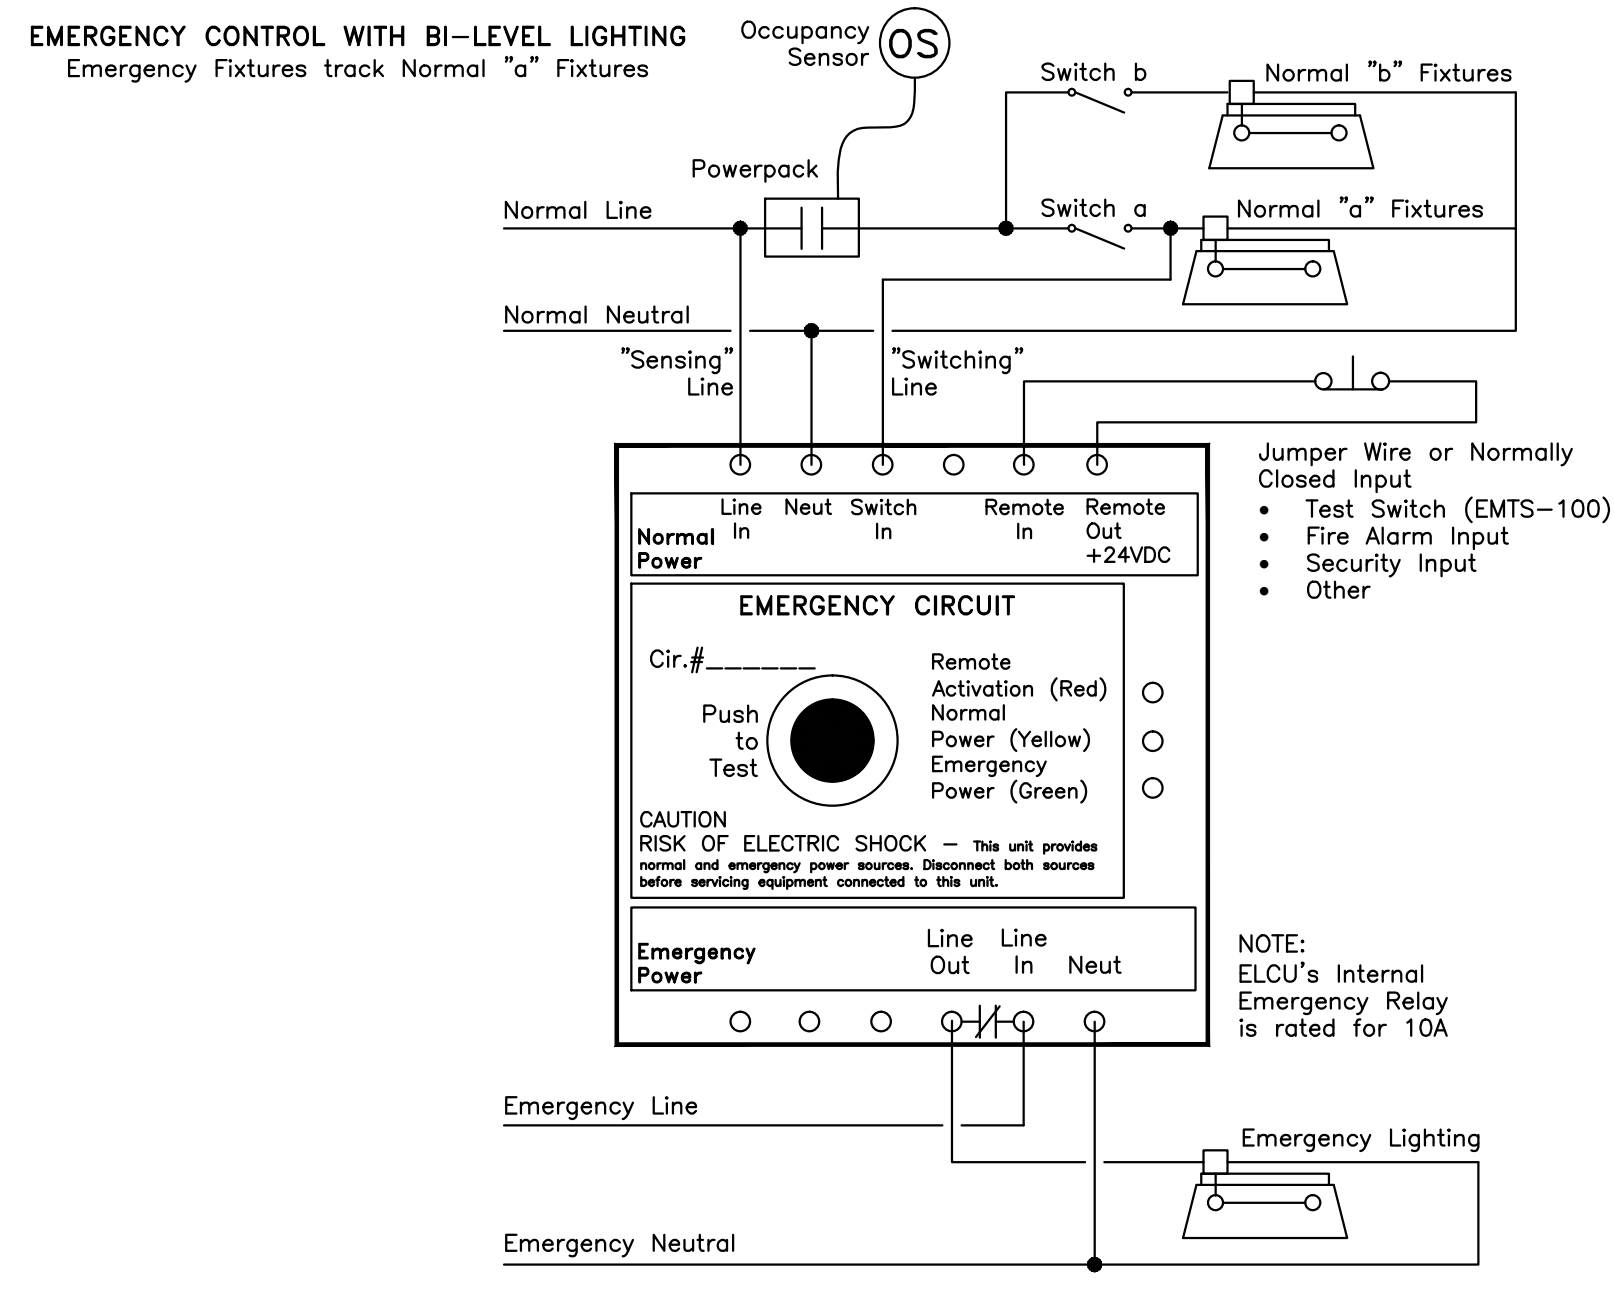 EMERGENCY CONTROL WITH BI-LEVEL LIGHTING
Emergency Fixtures track Normal "a" Fixtures
Occupancy
Sensor
OS
Switch b
Normal "b" Fixtures
Powerpack
Normal Line
Switch a
Normal "a" Fixtures
Normal Neutral
"Sensing"
Line
"Switching"
Line
Jumper Wire or Normally
Closed Input
• Test Switch (EMTS-100)
• Fire Alarm Input
• Security Input
• Other
Normal
Power
Line
In
Neut
Switch
In
Remote
In
Remote
Out
+24VDC
EMERGENCY CIRCUIT
Cir.#______
Push
to
Test
Remote
Activation (Red)
Normal
Power (Yellow)
Emergency
Power (Green)
CAUTION
RISK OF ELECTRIC SHOCK - This unit provides
normal and emergency power sources. Disconnect both sources
before servicing equipment connected to this unit.
Emergency
Power
Line
Out
Line
In
Neut
NOTE:
ELCU's Internal
Emergency Relay
is rated for 10A
Emergency Line
Emergency Lighting
Emergency Neutral